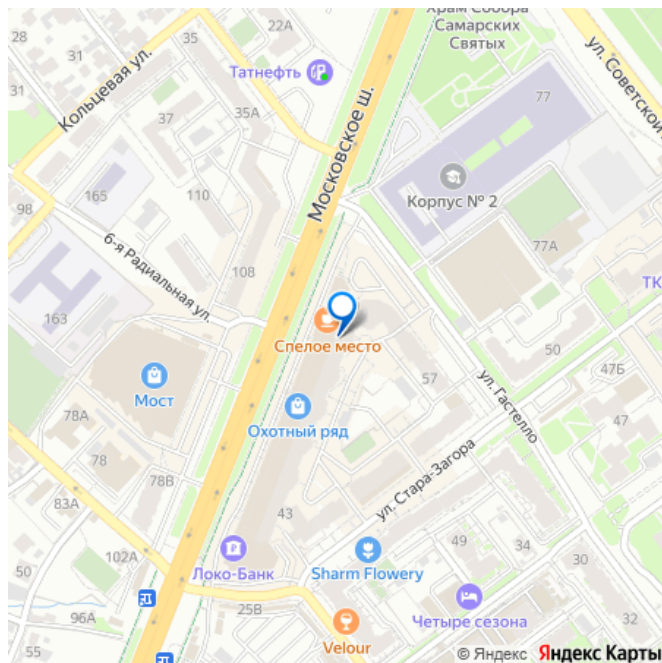 Храм Собора
Самарских
Святых
22А
35
28
31
Татнефть
ул. Советской
31
Кольцевая ул.
37
35А
77
Московское ш.
165
110
Корпус № 2
98
6-я Радиальная ул.
108
77А
ТК
163
Спелое место
50
47Б
Мост
57
ул. Гастелло
78А
Охотный ряд
47
78
78В
ул. Стара-Загора
83А
43
102А
49
34
50
Локо-Банк
Sharm Flowery
30
96А
25В
Четыре сезона
32
55
Velour
© Яндекс Яндекс Карты